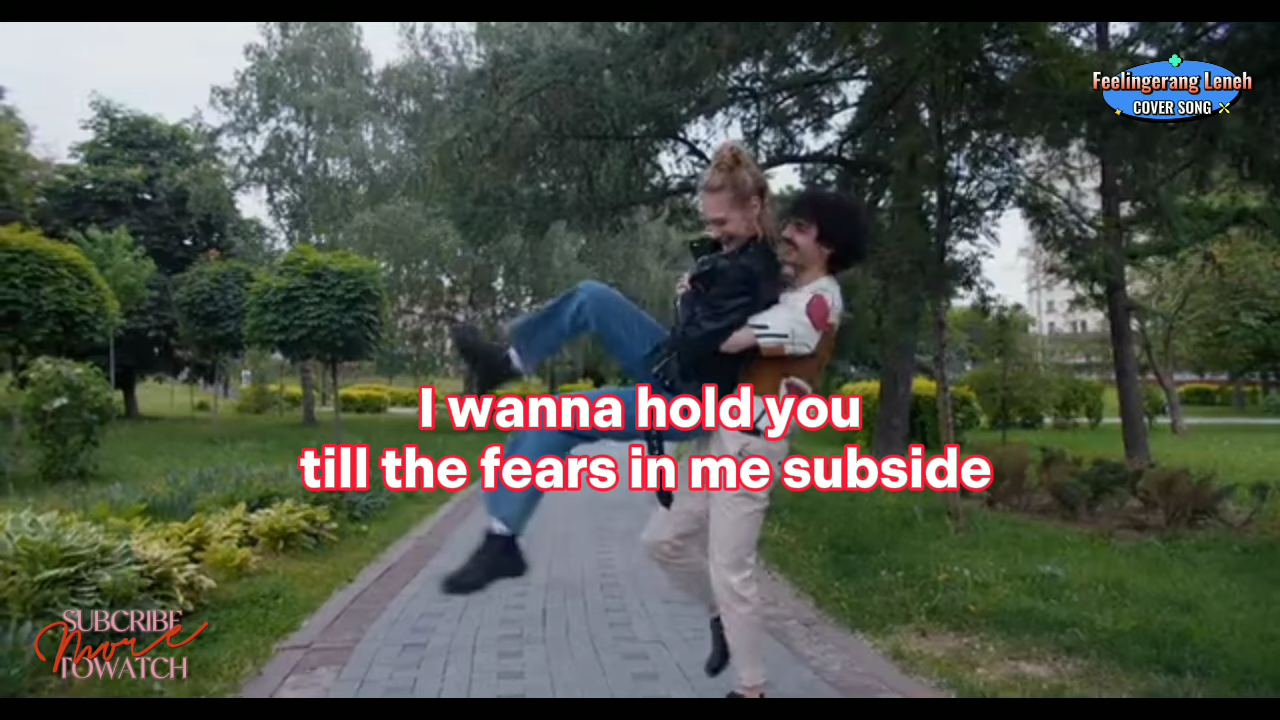 Feelingerang Leneh
COVER SONG
I wanna hold you
till the fears in me subside
SUBCRIBE
More
TOWATCH